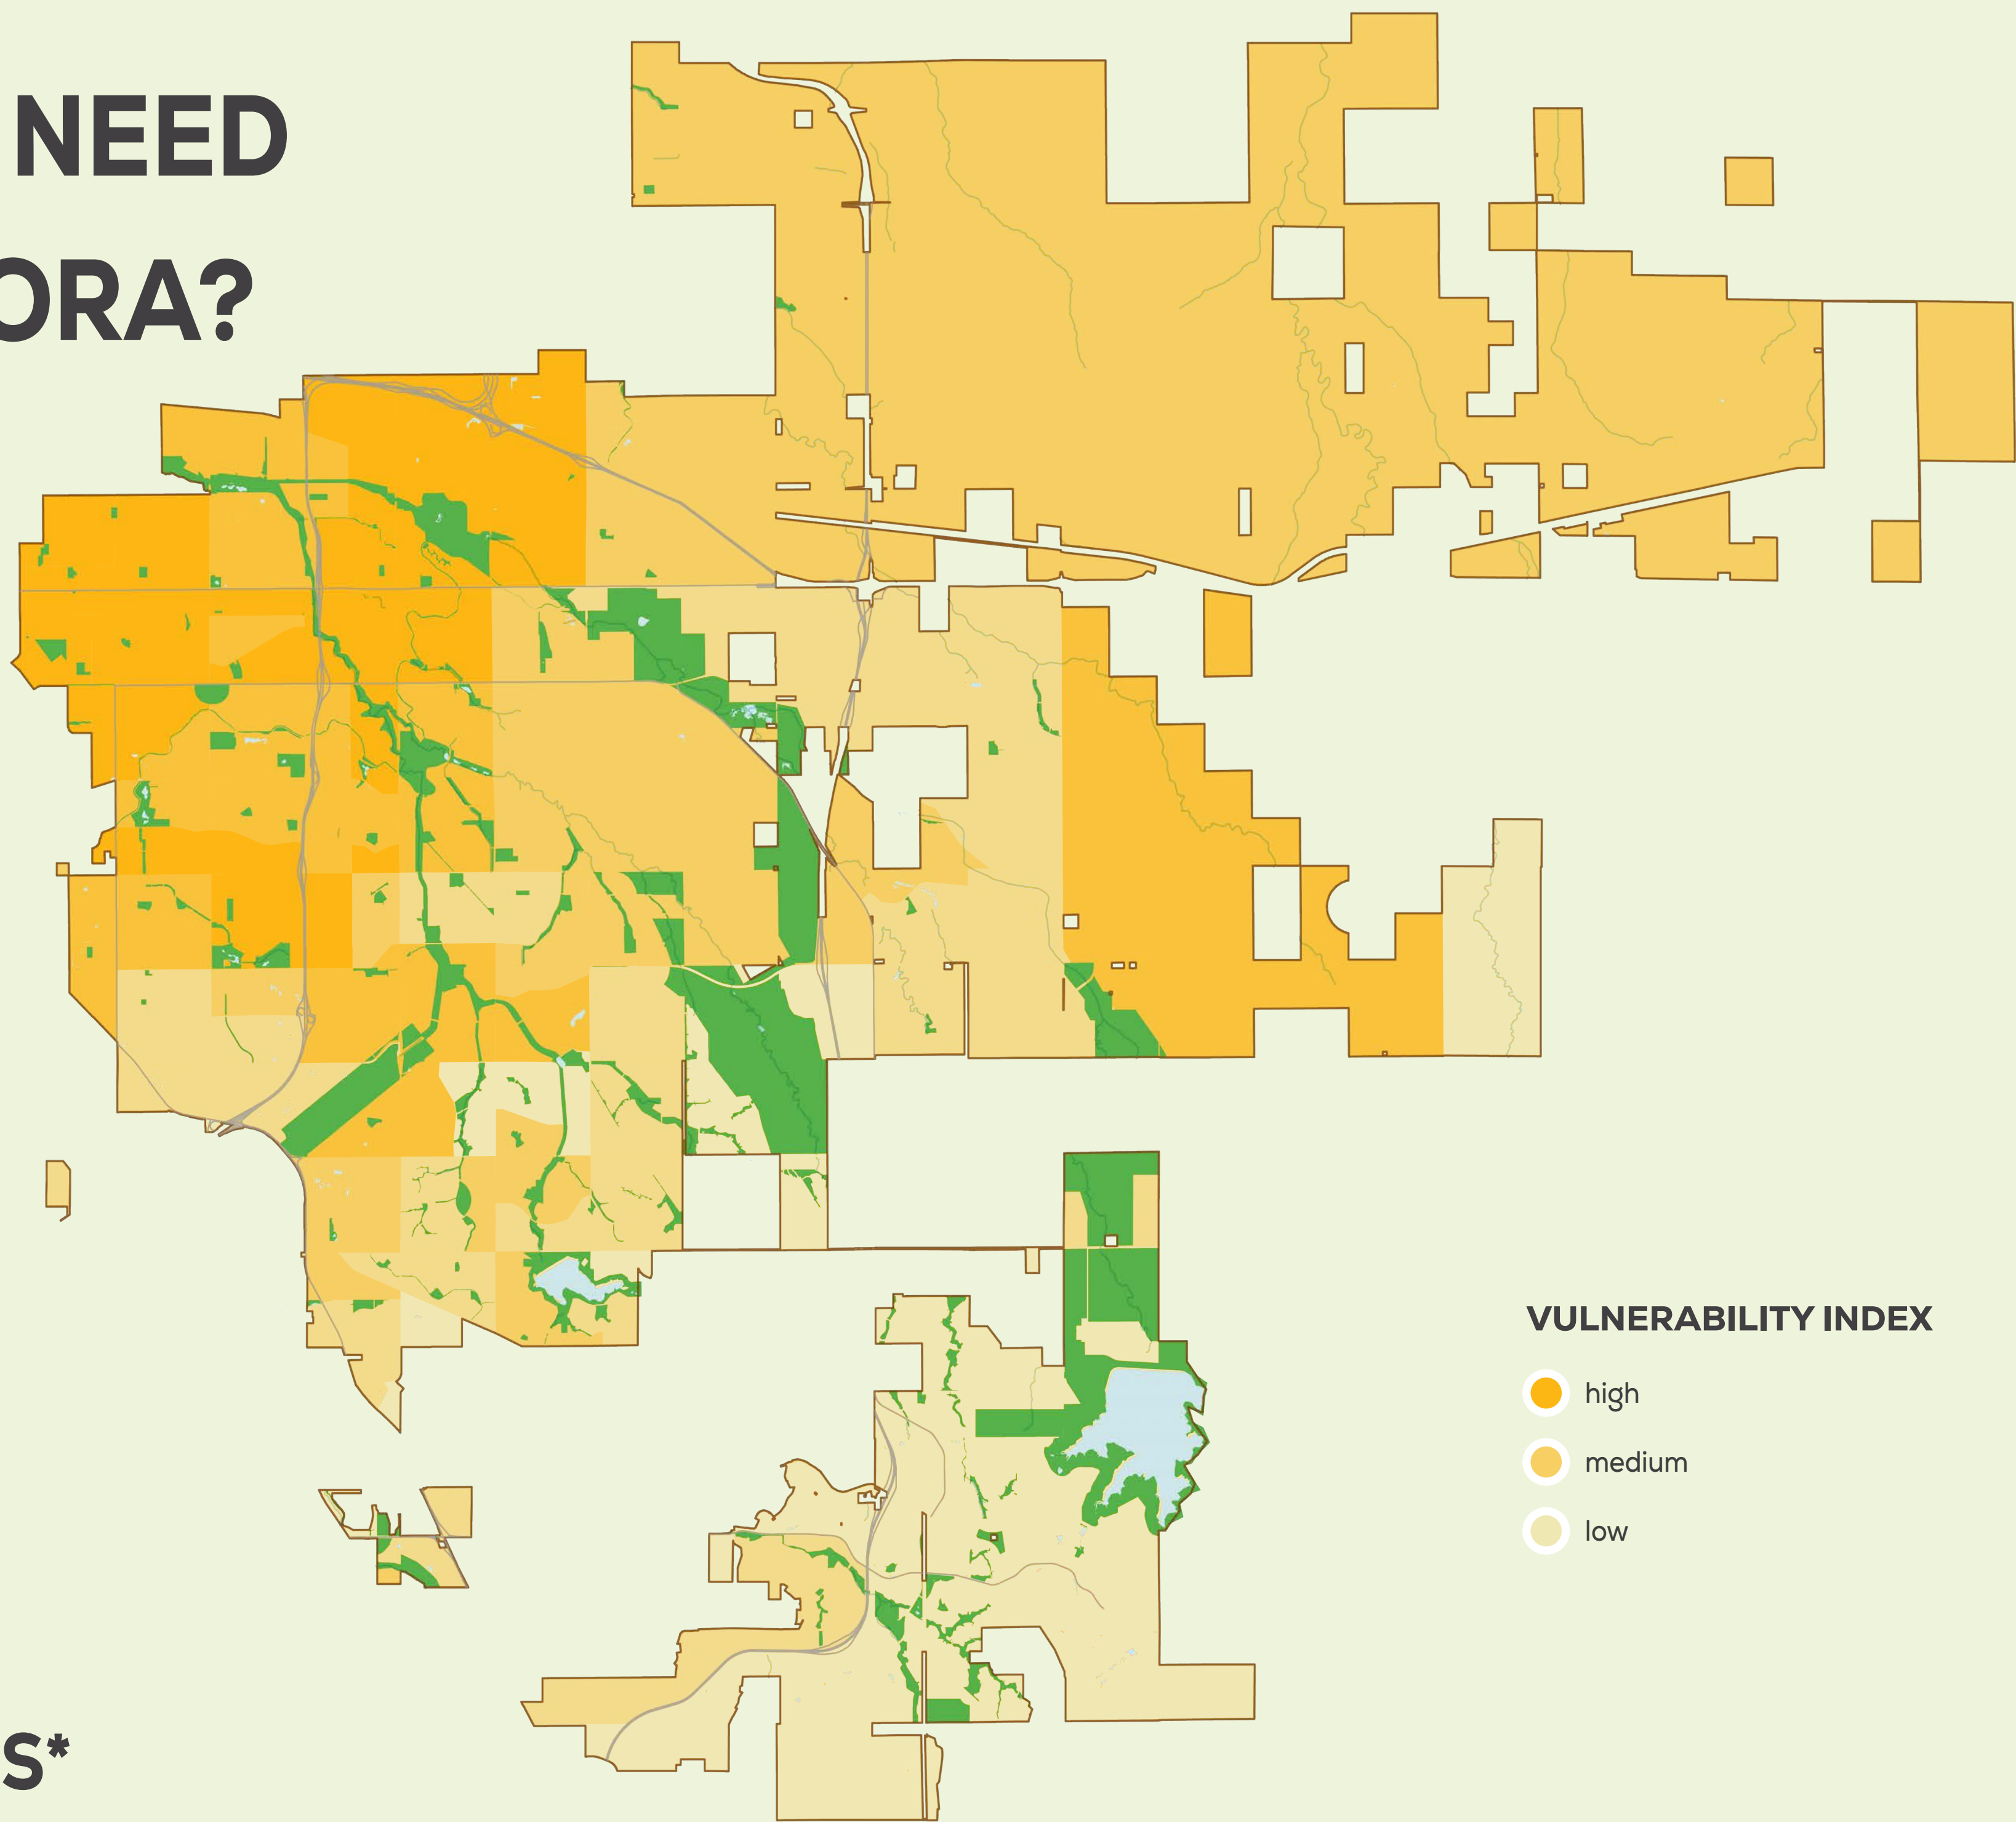 NEED
ORA?
VULNERABILITY INDEX
high
medium
low
S*